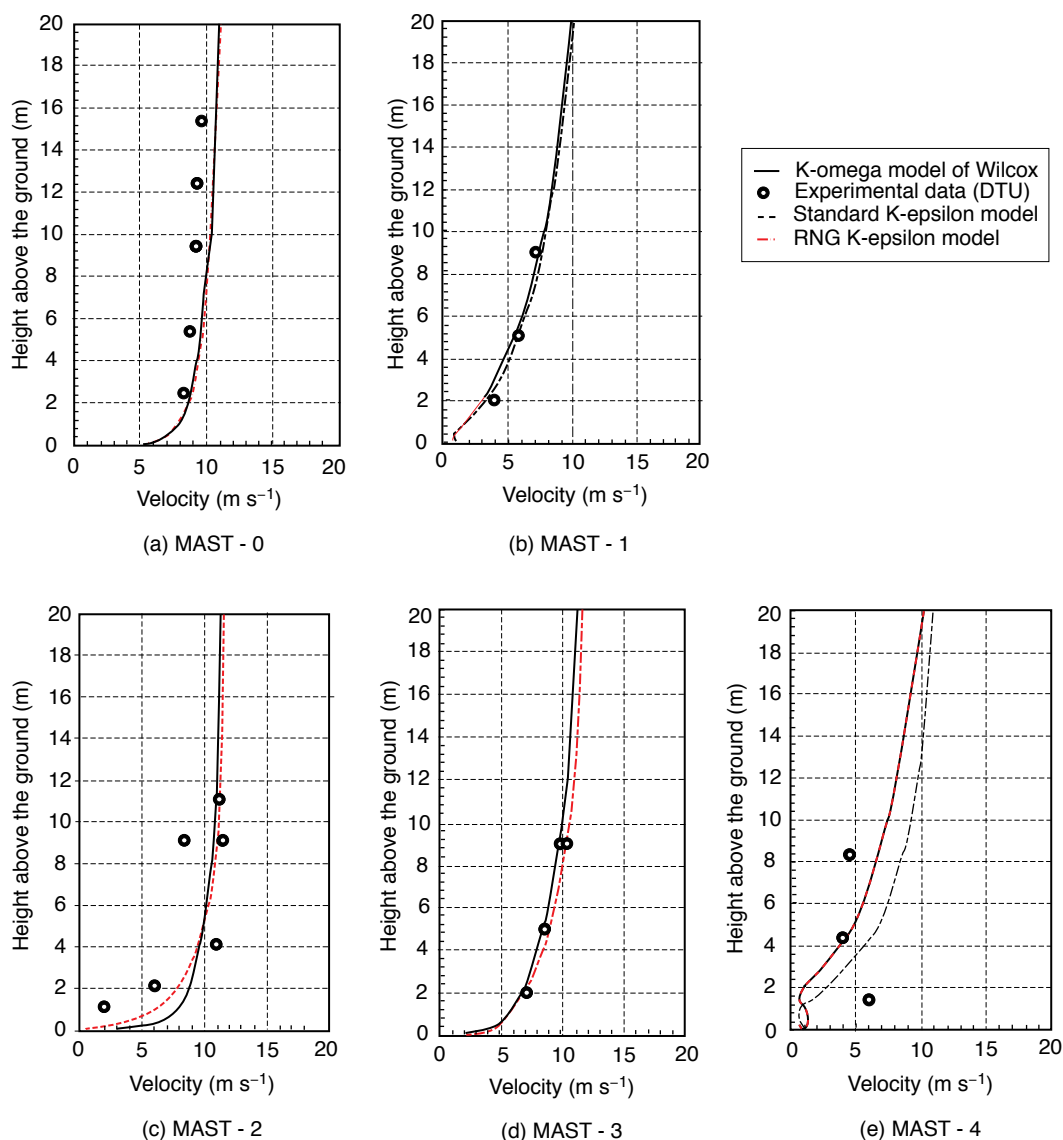 20
18
16
14
12
10
8
6
4
2
0
Height above the ground (m)
0 5 10 15 20
Velocity (m s⁻¹)
(a) MAST - 0
20
18
16
14
12
10
8
6
4
2
0
Height above the ground (m)
0 5 10 15 20
Velocity (m s⁻¹)
(b) MAST - 1
K-omega model of Wilcox
Experimental data (DTU)
Standard K-epsilon model
RNG K-epsilon model
20
18
16
14
12
10
8
6
4
2
0
Height above the ground (m)
0 5 10 15 20
Velocity (m s⁻¹)
(c) MAST - 2
20
18
16
14
12
10
8
6
4
2
0
Height above the ground (m)
0 5 10 15 20
Velocity (m s⁻¹)
(d) MAST - 3
20
18
16
14
12
10
8
6
4
2
0
Height above the ground (m)
0 5 10 15 20
Velocity (m s⁻¹)
(e) MAST - 4